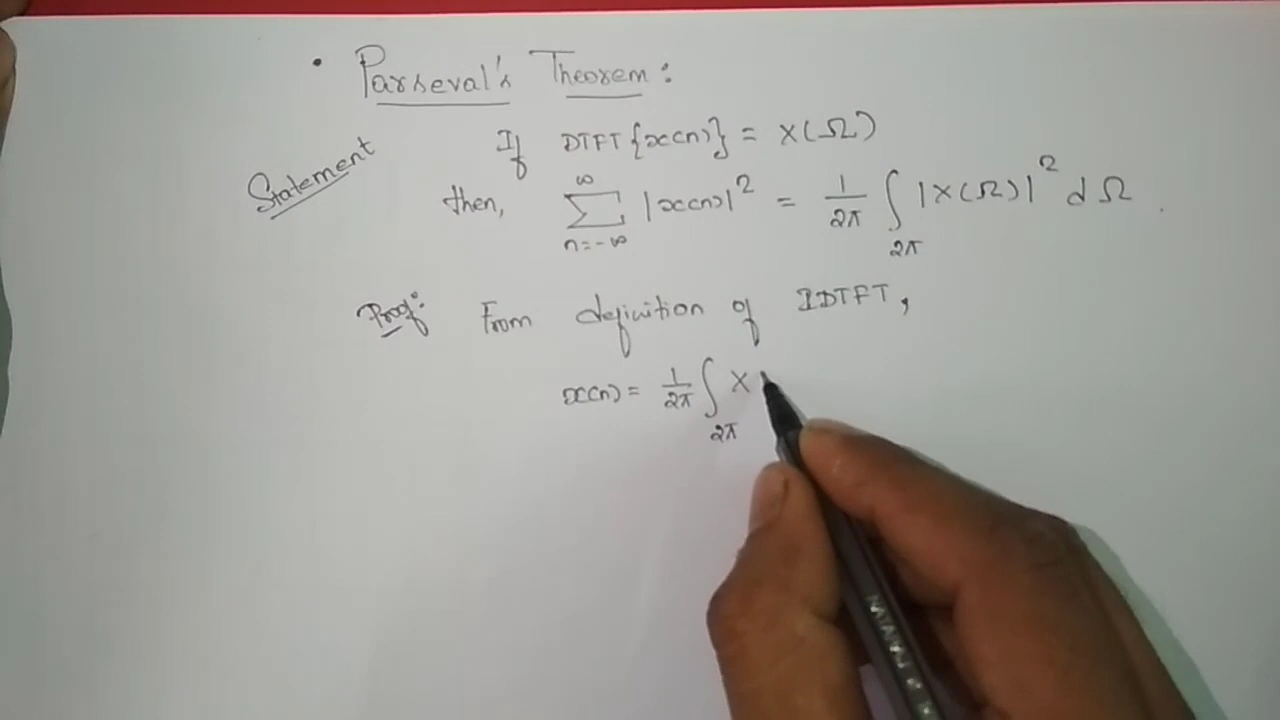 • Parseval's Theorem:
Statement
If DTFT{x(n)} = X(Ω)
then, ∞ ∑ n=-∞ |x(n)|² = 1/2π ∫ 2π |X(Ω)|² dΩ.
Proof: From definition of IDTFT,
x(n) = 1/2π ∫ 2π X
NATARAJ